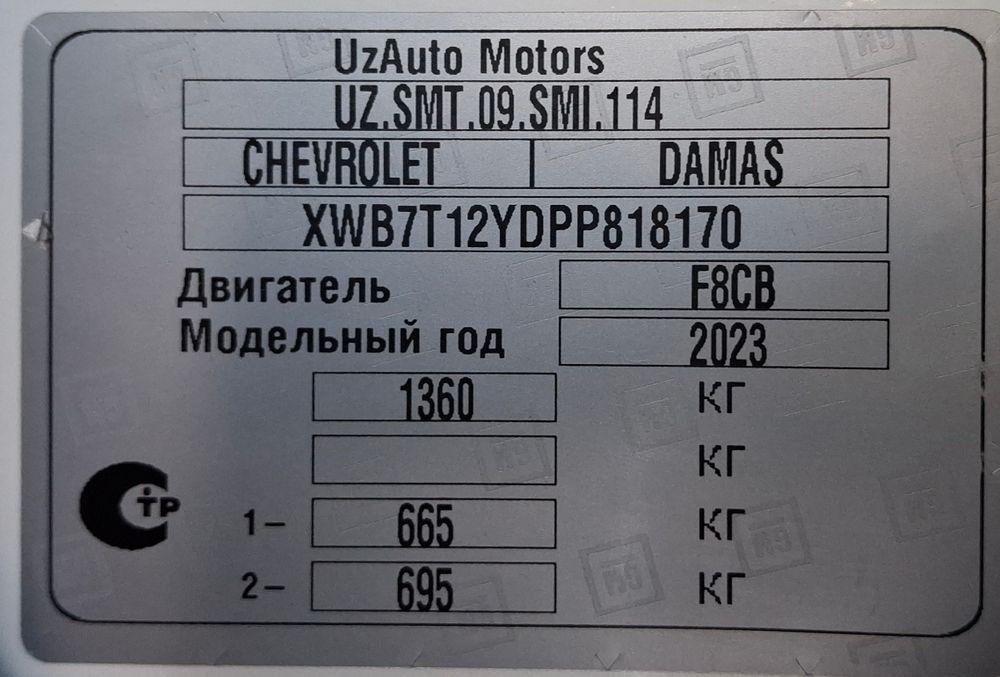 UzAuto Motors
UZ.SMT.09.SMI.114
CHEVROLET DAMAS
XWB7T12YDPP818170
Двигатель F8CB
Модельный год 2023
1360 КГ
КГ
1– 665 КГ
2– 695 КГ
СТР